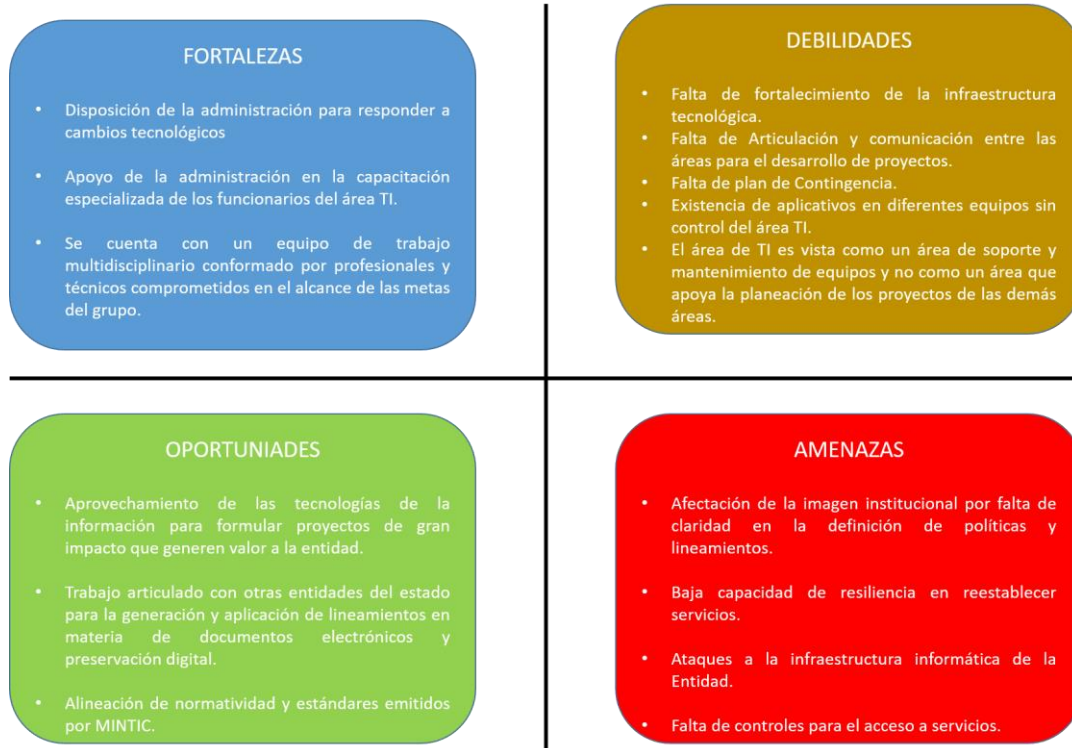 FORTALEZAS
• Disposición de la administración para responder a
cambios tecnológicos
• Apoyo de la administración en la capacitación
especializada de los funcionarios del área TI.
• Se cuenta con un equipo de trabajo
multidisciplinario conformado por profesionales y
técnicos comprometidos en el alcance de las metas
del grupo.
DEBILIDADES
• Falta de fortalecimiento de la infraestructura
tecnológica.
• Falta de Articulación y comunicación entre las
áreas para el desarrollo de proyectos.
• Falta de plan de Contingencia.
• Existencia de aplicativos en diferentes equipos sin
control del área TI.
• El área de TI es vista como un área de soporte y
mantenimiento de equipos y no como un área que
apoya la planeación de los proyectos de las demás
áreas.
OPORTUNIADES
• Aprovechamiento de las tecnologías de la
información para formular proyectos de gran
impacto que generen valor a la entidad.
• Trabajo articulado con otras entidades del estado
para la generación y aplicación de lineamientos en
materia de documentos electrónicos y
preservación digital.
• Alineación de normatividad y estándares emitidos
por MINTIC.
AMENAZAS
• Afectación de la imagen institucional por falta de
claridad en la definición de políticas y
lineamientos.
• Baja capacidad de resiliencia en reestablecer
servicios.
• Ataques a la infraestructura informática de la
Entidad.
• Falta de controles para el acceso a servicios.